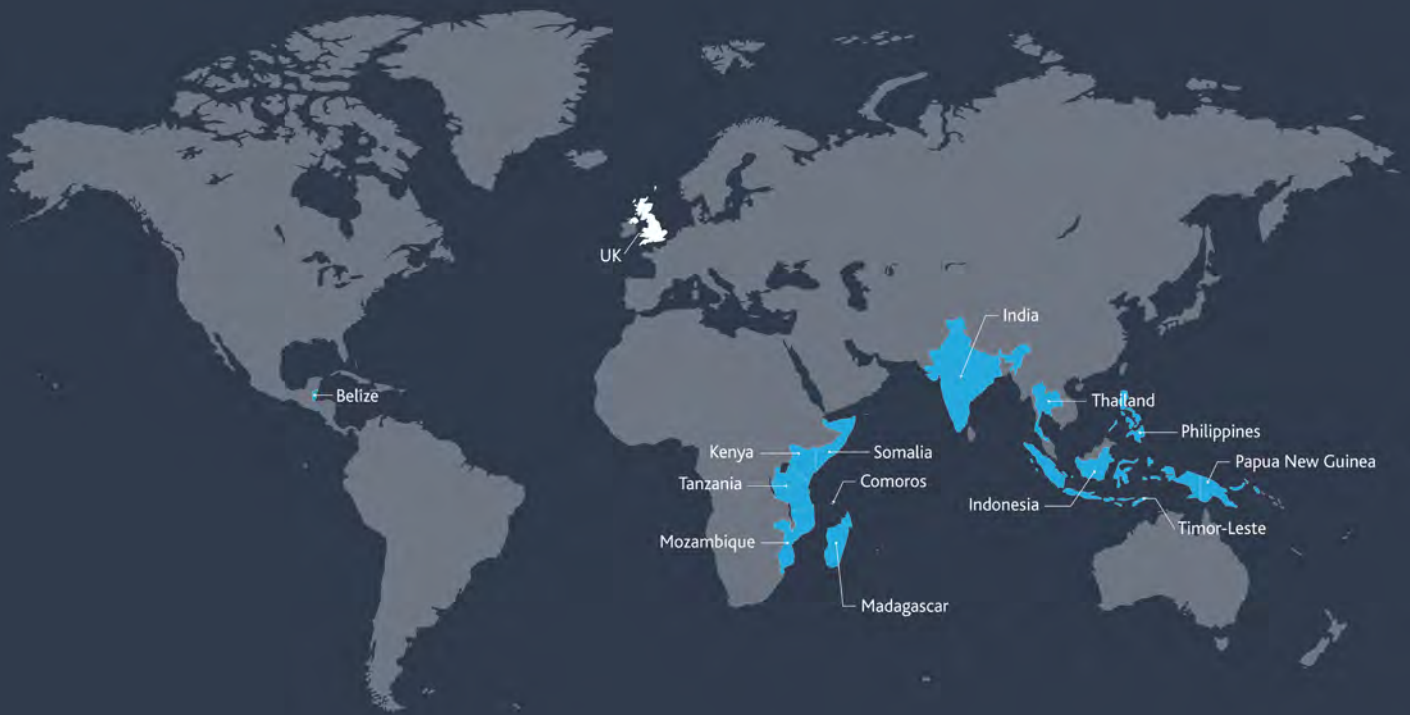 UK
India
Belize
Thailand
Philippines
Kenya
Somalia
Papua New Guinea
Tanzania
Comoros
Indonesia
Timor-Leste
Mozambique
Madagascar